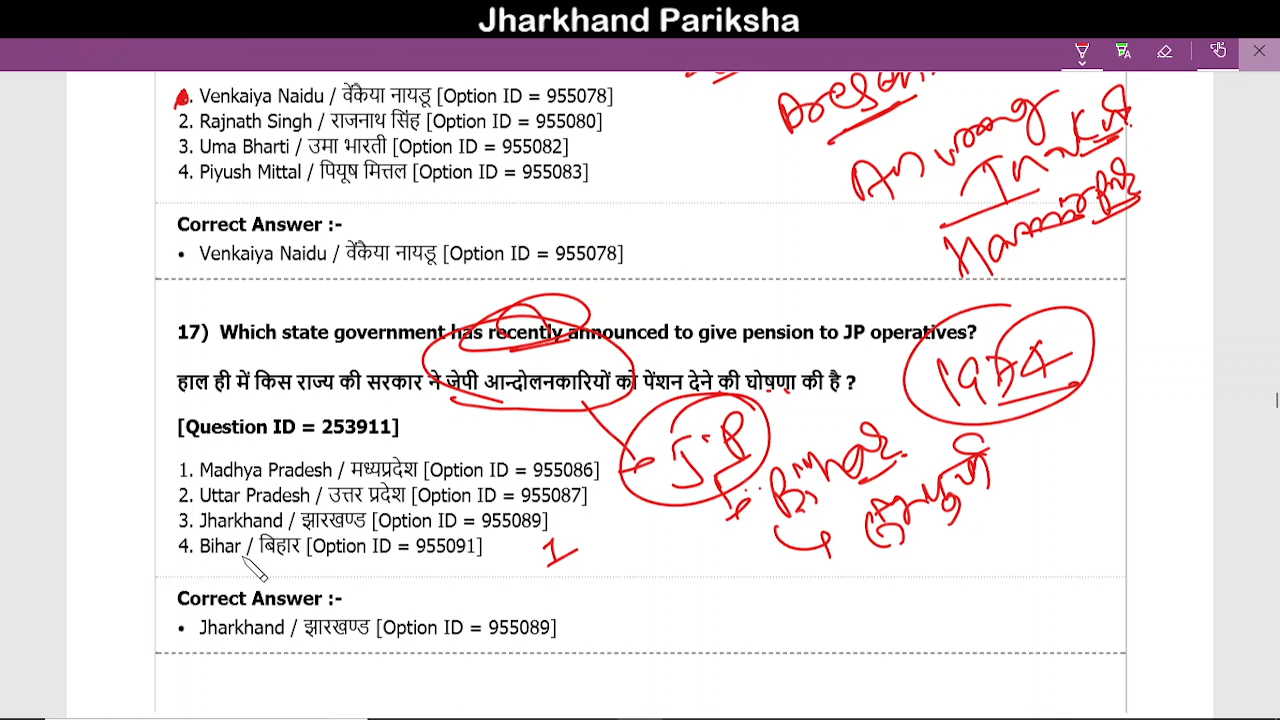 Jharkhand Pariksha
1. Venkaiya Naidu / वेंकैया नायडू [Option ID = 955078]
2. Rajnath Singh / राजनाथ सिंह [Option ID = 955080]
3. Uma Bharti / उमा भारती [Option ID = 955082]
4. Piyush Mittal / पियूष मित्तल [Option ID = 955083]
Correct Answer :-
• Venkaiya Naidu / वेंकैया नायडू [Option ID = 955078]
17) Which state government has recently announced to give pension to JP operatives?
हाल ही में किस राज्य की सरकार ने जेपी आन्दोलनकारियों को पेंशन देने की घोषणा की है ?
1974
[Question ID = 253911]
J.P
Bihar
1. Madhya Pradesh / मध्यप्रदेश [Option ID = 955086]
2. Uttar Pradesh / उत्तर प्रदेश [Option ID = 955087]
3. Jharkhand / झारखण्ड [Option ID = 955089]
4. Bihar / बिहार [Option ID = 955091]
1
Correct Answer :-
• Jharkhand / झारखण्ड [Option ID = 955089]